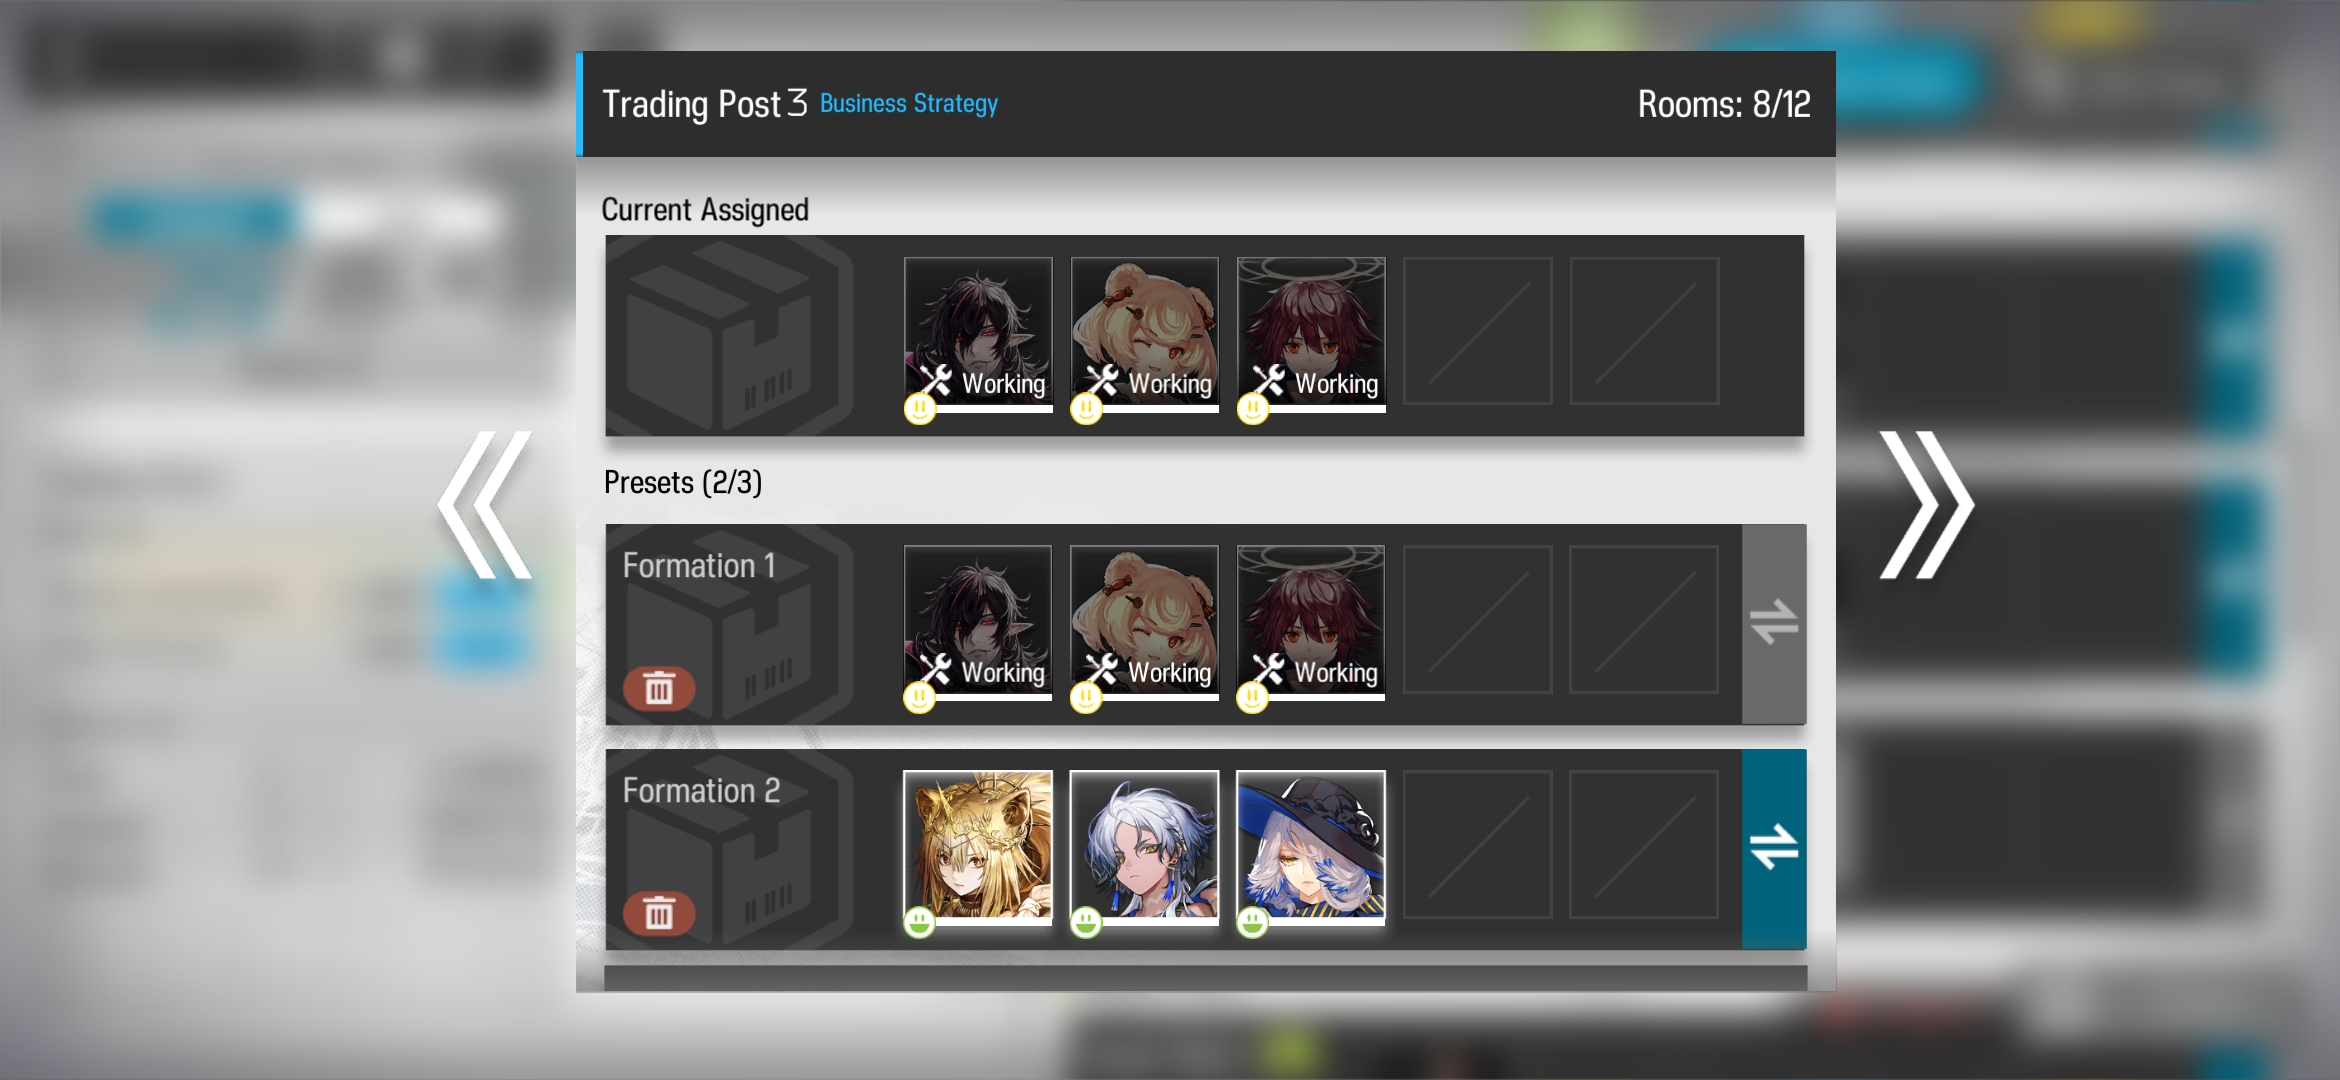 Trading Post 3 Business Strategy Rooms: 8/12
Current Assigned
Working Working Working
Presets (2/3)
Formation 1
Working Working Working
Formation 2